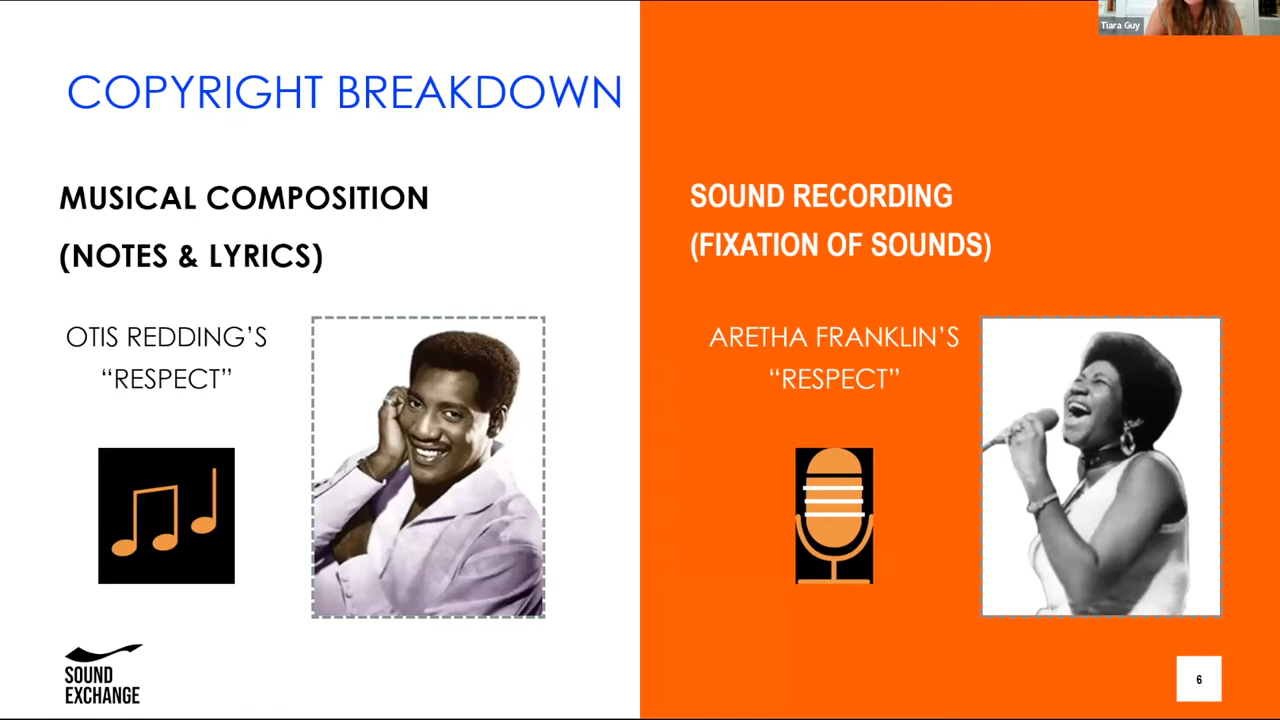 Tiara Guy
COPYRIGHT BREAKDOWN
MUSICAL COMPOSITION
(NOTES & LYRICS)
OTIS REDDING’S
“RESPECT”
SOUND
EXCHANGE
SOUND RECORDING
(FIXATION OF SOUNDS)
ARETHA FRANKLIN’S
“RESPECT”
6